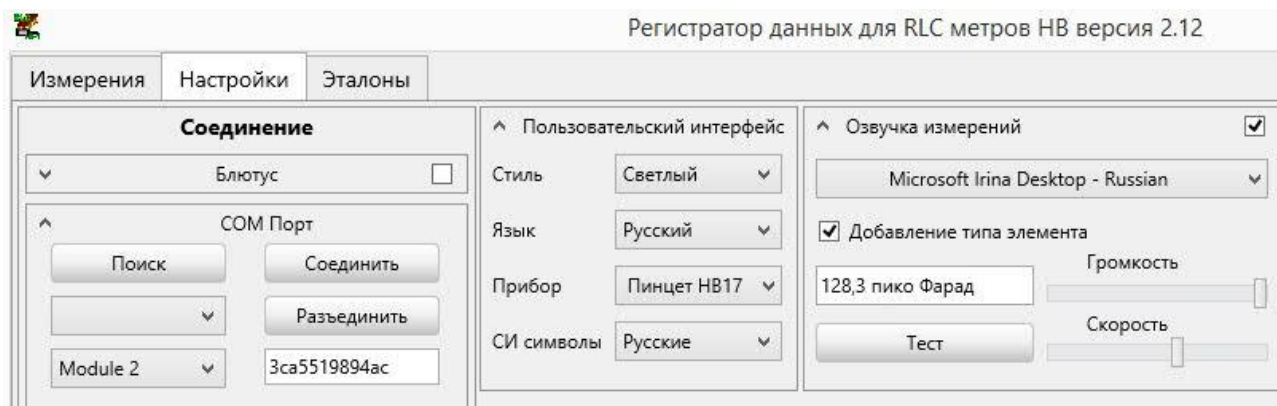 Регистратор данных для RLC метров НВ версия 2.12
Измерения Настройки Эталоны
Соединение
Блютус
COM Порт
Поиск Соединить
Разъединить
Module 2 3ca5519894ac
Пользовательский интерфейс
Стиль Светлый
Язык Русский
Прибор Пинцет НВ17
СИ символы Русские
Озвучка измерений
Microsoft Irina Desktop - Russian
Добавление типа элемента
128,3 пико Фарад Громкость
Тест Скорость